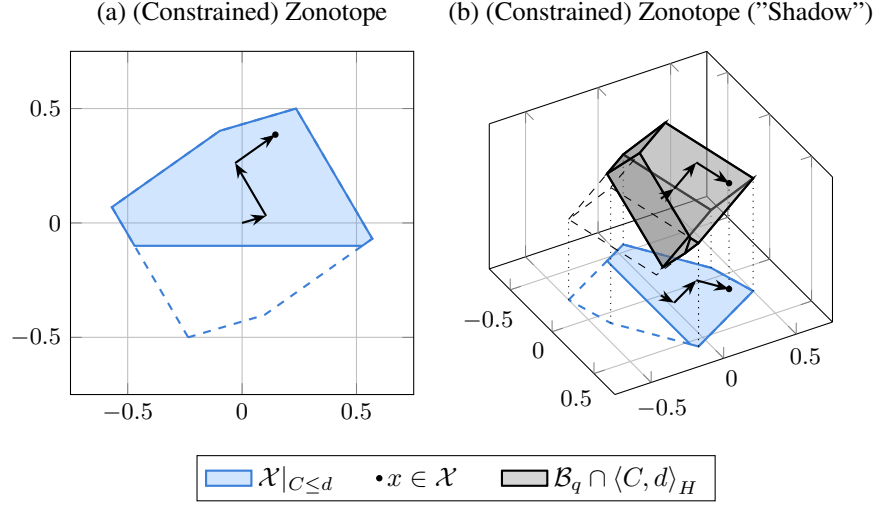 (a) (Constrained) Zonotope
(b) (Constrained) Zonotope ("Shadow")
0.5
0
−0.5
−0.5 0 0.5
−0.5
0
0.5
−0.5
0
0.5
𝒳|_{C≤d}
x ∈ 𝒳
ℬ_q ∩ ⟨C, d⟩_H